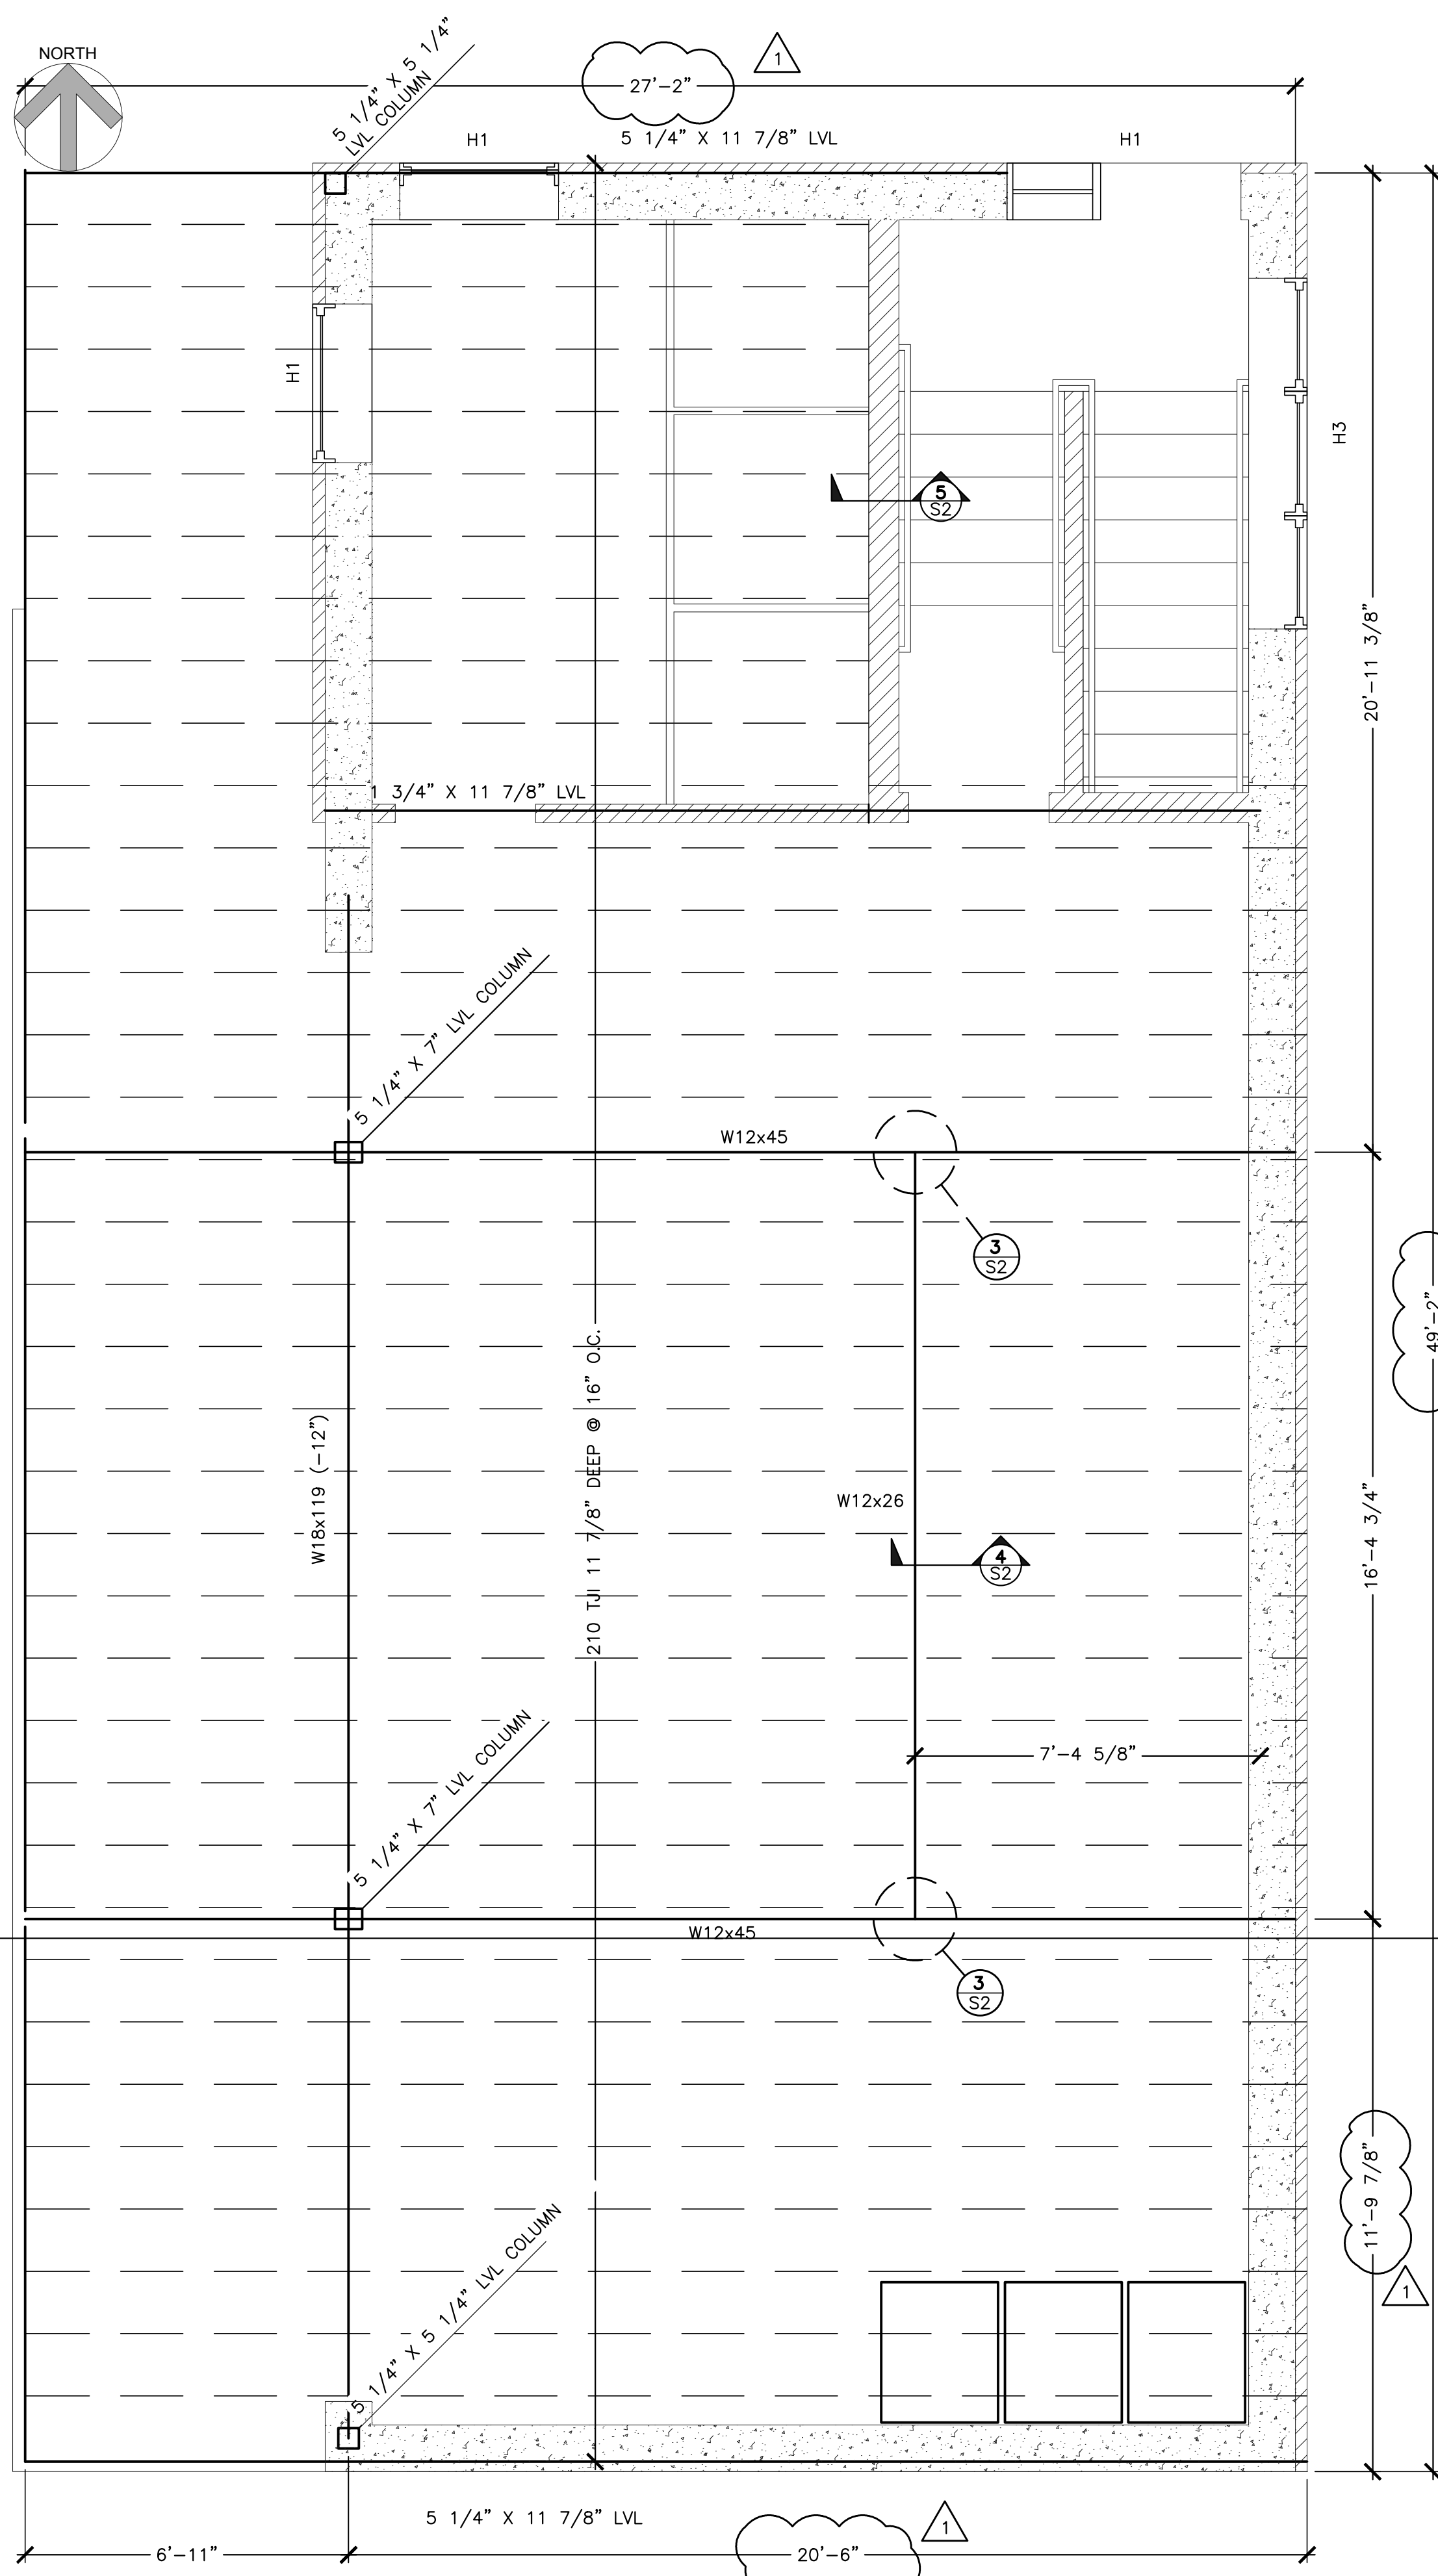 NORTH
5 1/4” X 5 1/4”
LVL COLUMN
27’-2”
1
H1
5 1/4” X 11 7/8” LVL
H1
H1
H3
5
S2
20’-11 3/8”
1 3/4” X 11 7/8” LVL
5 1/4” X 7” LVL COLUMN
W12x45
3
S2
49’-2”
W18x119 (-12”)
210 TJI 11 7/8” DEEP @ 16” O.C.
W12x26
4
S2
16’-4 3/4”
5 1/4” X 7” LVL COLUMN
7’-4 5/8”
W12x45
3
S2
11’-9 7/8”
1
5 1/4” X 5 1/4” LVL COLUMN
5 1/4” X 11 7/8” LVL
1
6’-11”
20’-6”